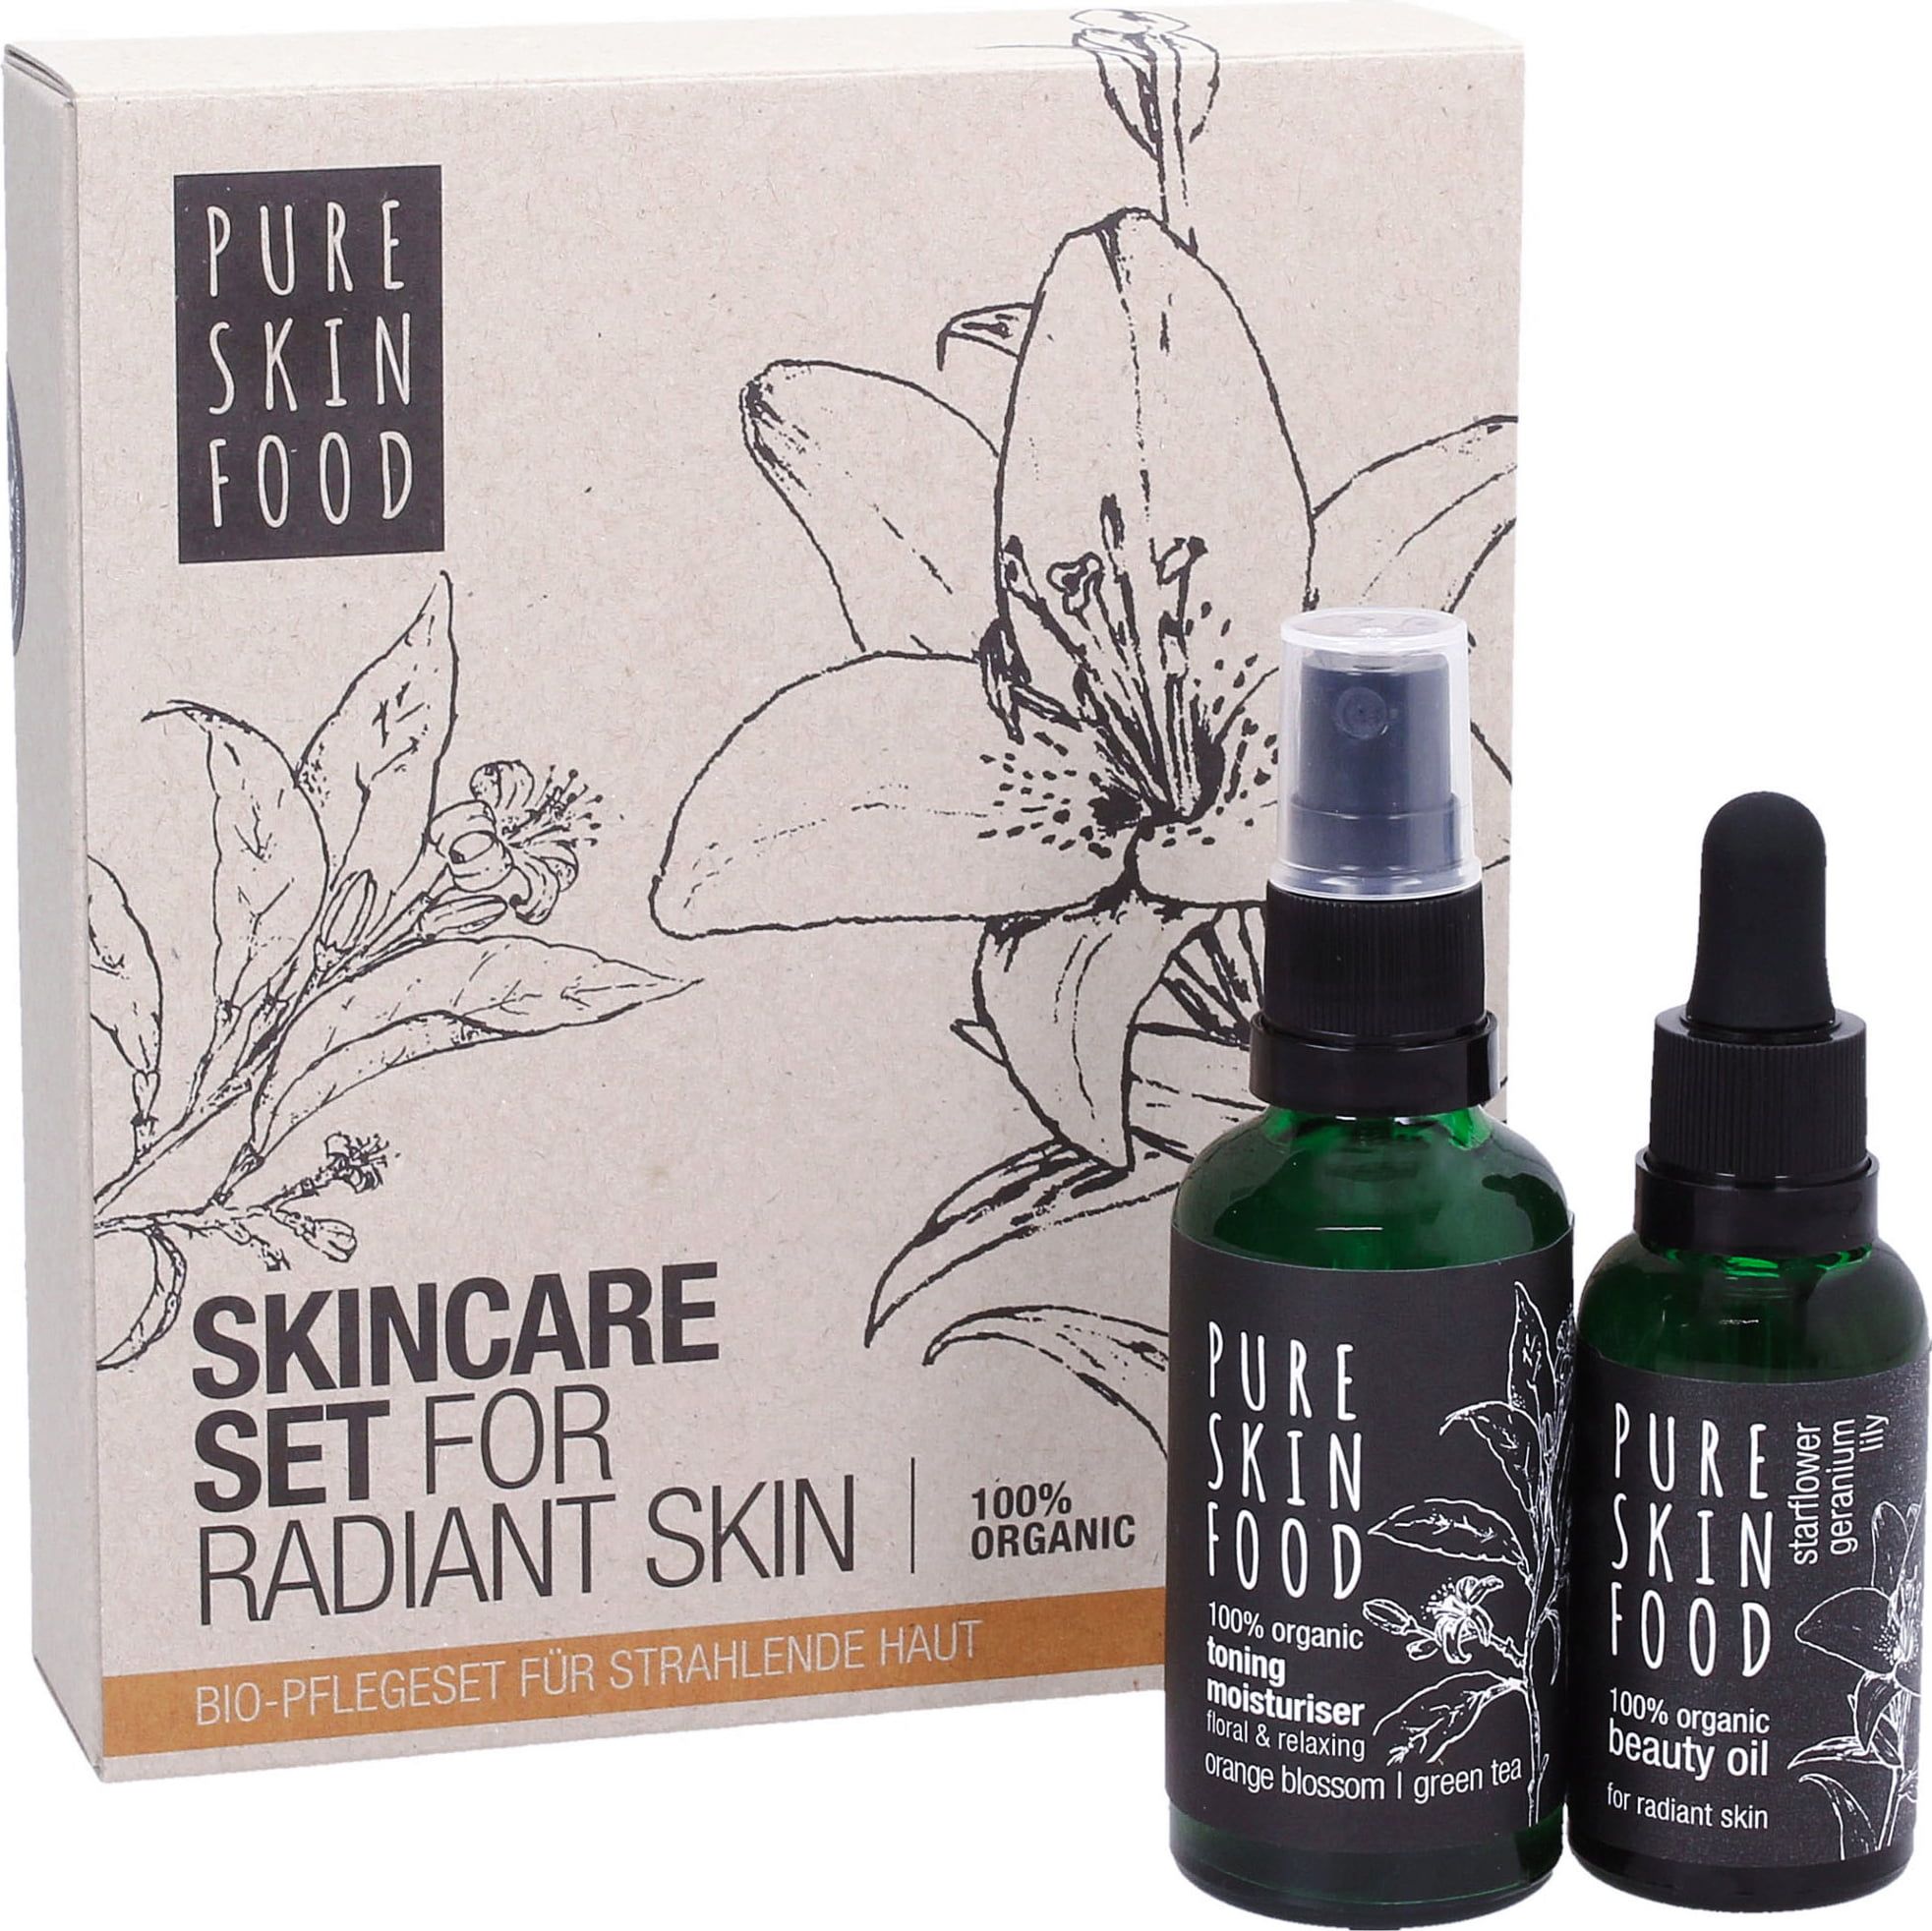 PURE
SKIN
FOOD
SKINCARE
SET FOR
RADIANT SKIN
100%
ORGANIC
BIO-PFLEGESET FÜR STRAHLENDE HAUT
PURE
SKIN
FOOD
100% organic
toning
moisturiser
floral & relaxing
orange blossom | green tea
PURE
SKIN
FOOD
starflower
geranium
lily
100% organic
beauty oil
for radiant skin